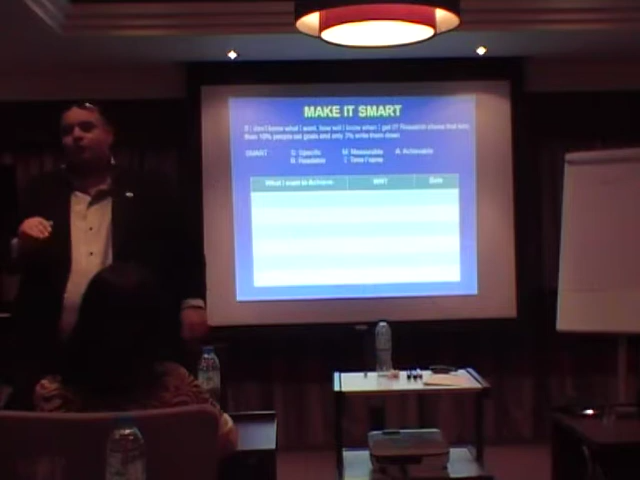 MAKE IT SMART
If I don't know what I want, how will I know when I get it? Research shows that less
than 10% people set goals and only 3% write them down
SMART S: Specific M: Measurable A: Achievable
R: Realistic T: Time Frame
What I want to Achieve WHY Date